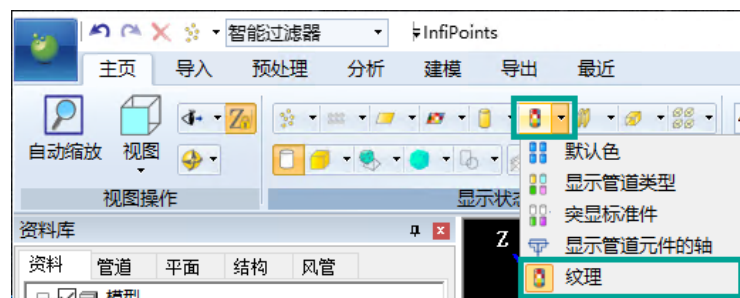 智能过滤器 InfiPoints
主页 导入 预处理 分析 建模 导出 最近
自动缩放 视图
默认色
显示管道类型
视图操作 显示状
突显标准件
资料库
Z
显示管道元件的轴
资料 管道 平面 结构 风管
纹理
模型